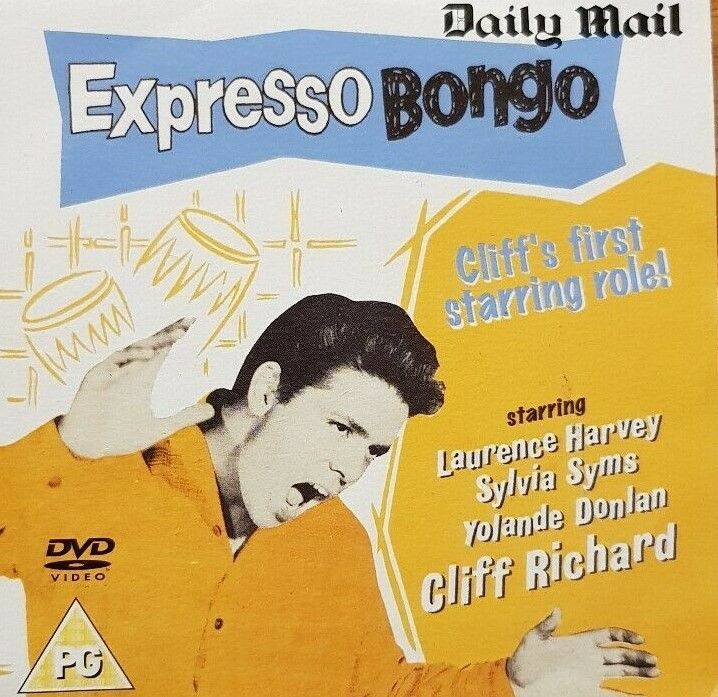 Daily Mail
Expresso Bongo
Cliff's first
starring role!
starring
Laurence Harvey
Sylvia Syms
Yolande Donlan
Cliff Richard
DVD
VIDEO
PG